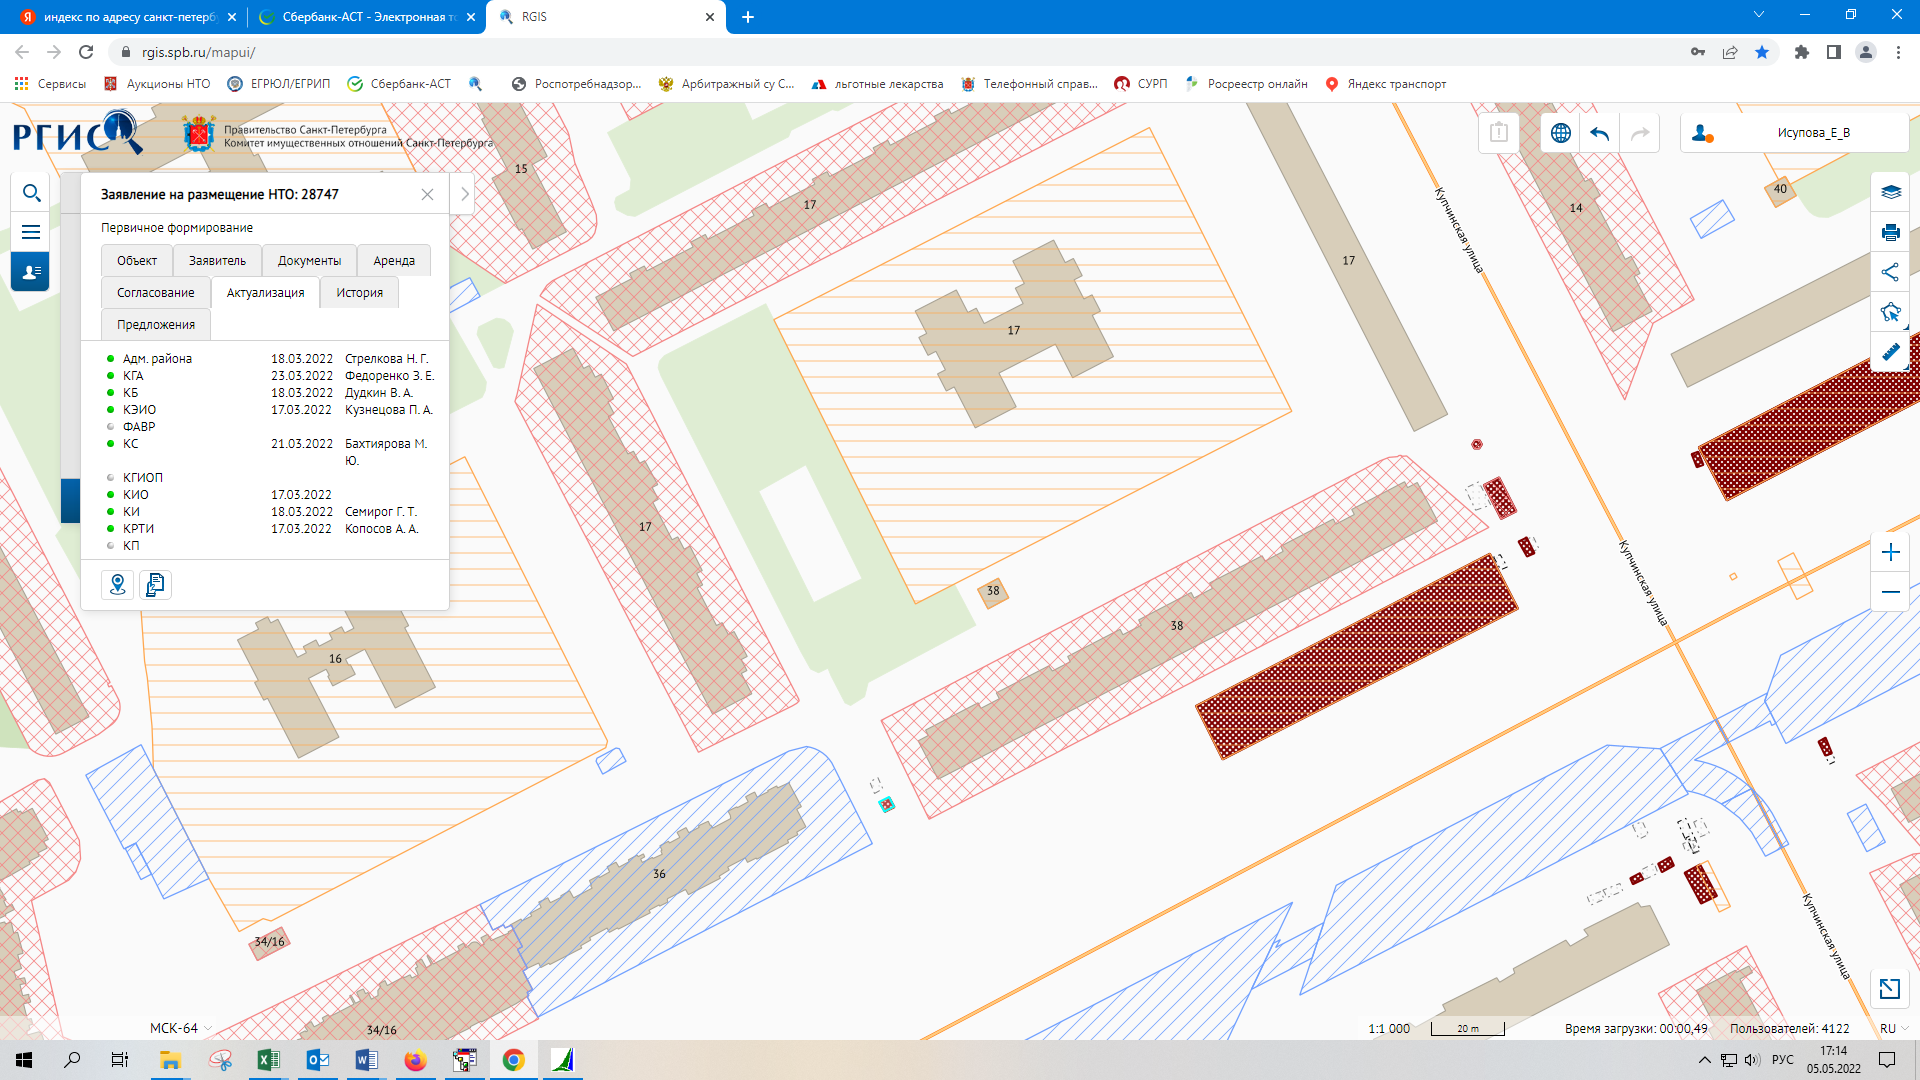 индекс по адресу санкт-петерб
Сбербанк-АСТ - Электронная то
RGIS
rgis.spb.ru/mapui/
Сервисы
Аукционы НТО
ЕГРЮЛ/ЕГРИП
Сбербанк-АСТ
Роспотребнадзор...
Арбитражный су С...
льготные лекарства
Телефонный справ...
СУРП
Росреестр онлайн
Яндекс транспорт
РГИС
Правительство Санкт-Петербурга
Комитет имущественных отношений Санкт-Петербурга
Исупова_Е_В
Заявление на размещение НТО: 28747
Первичное формирование
Объект
Заявитель
Документы
Аренда
Согласование
Актуализация
История
Предложения
Адм. района 18.03.2022 Стрелкова Н. Г.
КГА 23.03.2022 Федоренко З. Е.
КБ 18.03.2022 Дудкин В. А.
КЭИО 17.03.2022 Кузнецова П. А.
ФАВР
КС 21.03.2022 Бахтиярова М.
Ю.
КГИОП
КИО 17.03.2022
КИ 18.03.2022 Семирог Г. Т.
КРТИ 17.03.2022 Копосов А. А.
КП
15
17
17
17
14
40
17
38
38
16
36
34/16
34/16
Купчинская улица
Купчинская улица
Купчинская улица
МСК-64
1:1 000
20 m
Время загрузки: 00:00,49
Пользователей: 4122
RU
РУС
17:14
05.05.2022